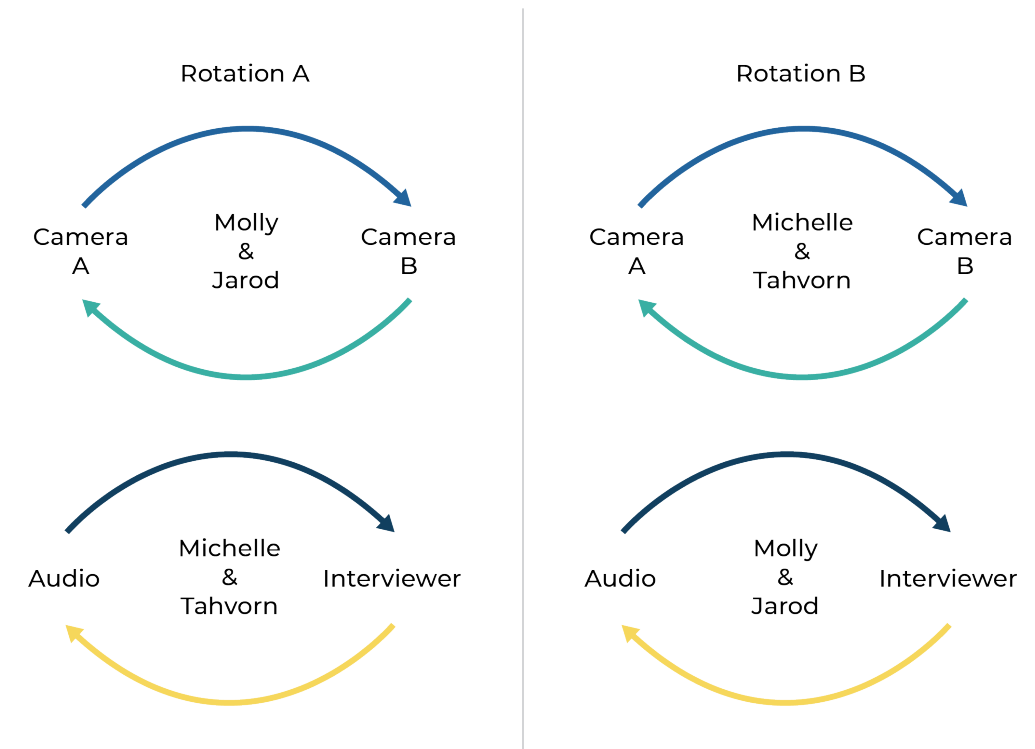 Rotation A
Camera
A
Molly
&
Jarod
Camera
B
Audio
Michelle
&
Tahvorn
Interviewer
Rotation B
Camera
A
Michelle
&
Tahvorn
Camera
B
Audio
Molly
&
Jarod
Interviewer